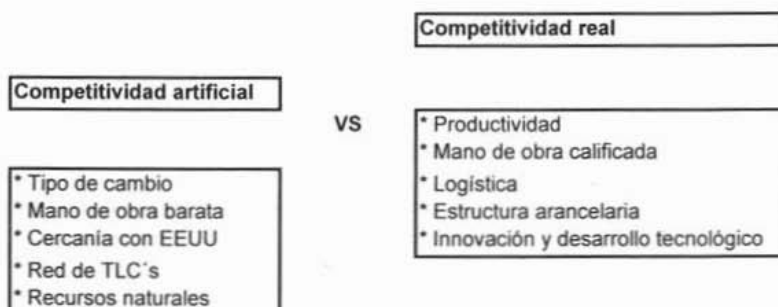 Competitividad artificial
* Tipo de cambio
* Mano de obra barata
* Cercanía con EEUU
* Red de TLC´s
* Recursos naturales
VS
Competitividad real
* Productividad
* Mano de obra calificada
* Logística
* Estructura arancelaria
* Innovación y desarrollo tecnológico